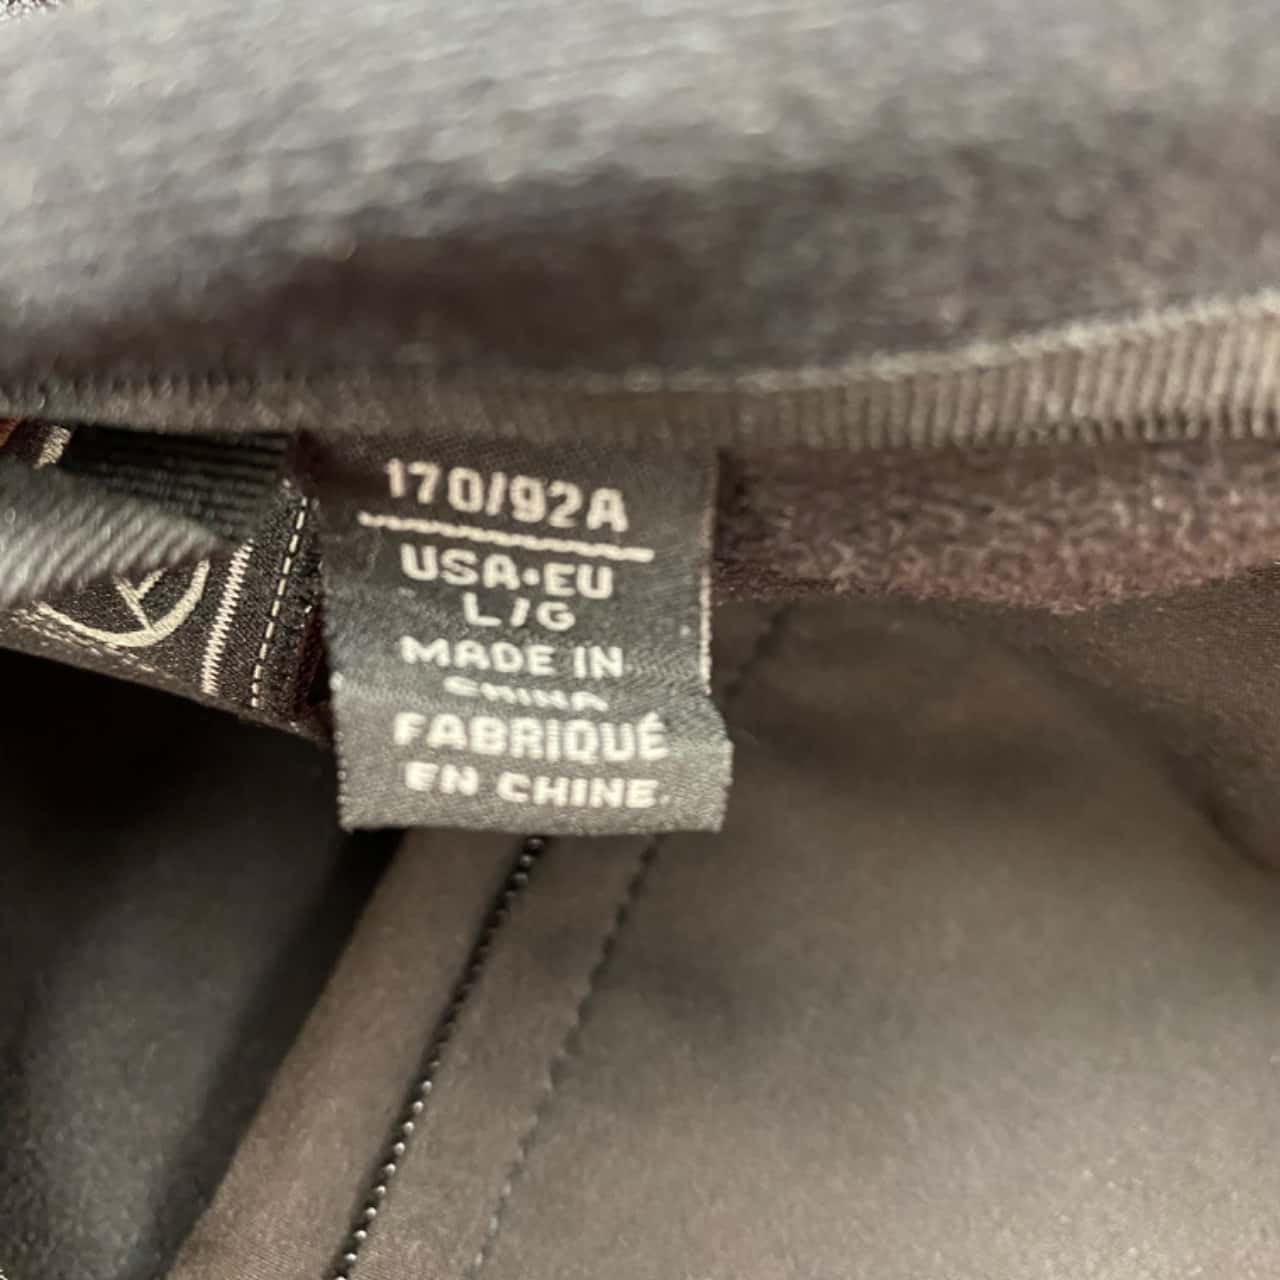 170/92A
USA•EU
L/G
MADE IN
CHINA
FABRIQUÉ
EN CHINE